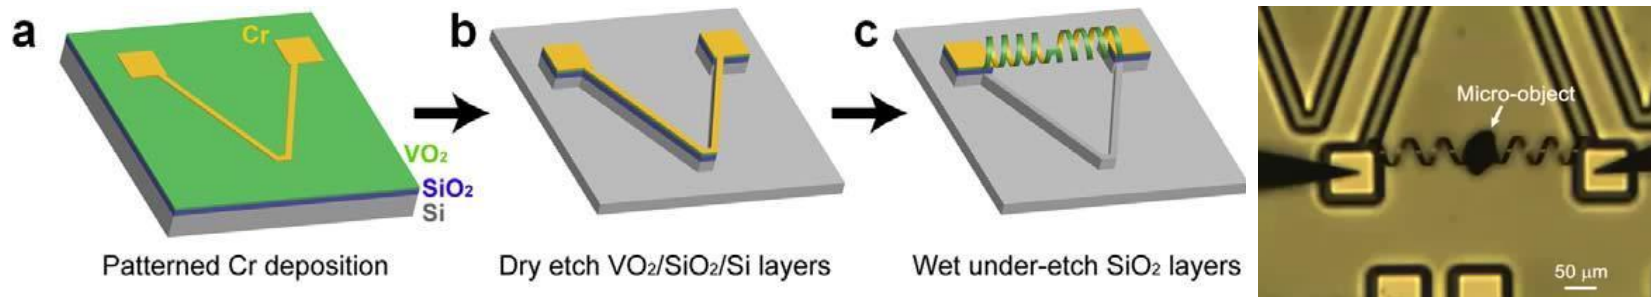 a
Cr
VO₂
SiO₂
Si
Patterned Cr deposition
b
Dry etch VO₂/SiO₂/Si layers
c
Wet under-etch SiO₂ layers
Micro-object
50 μm